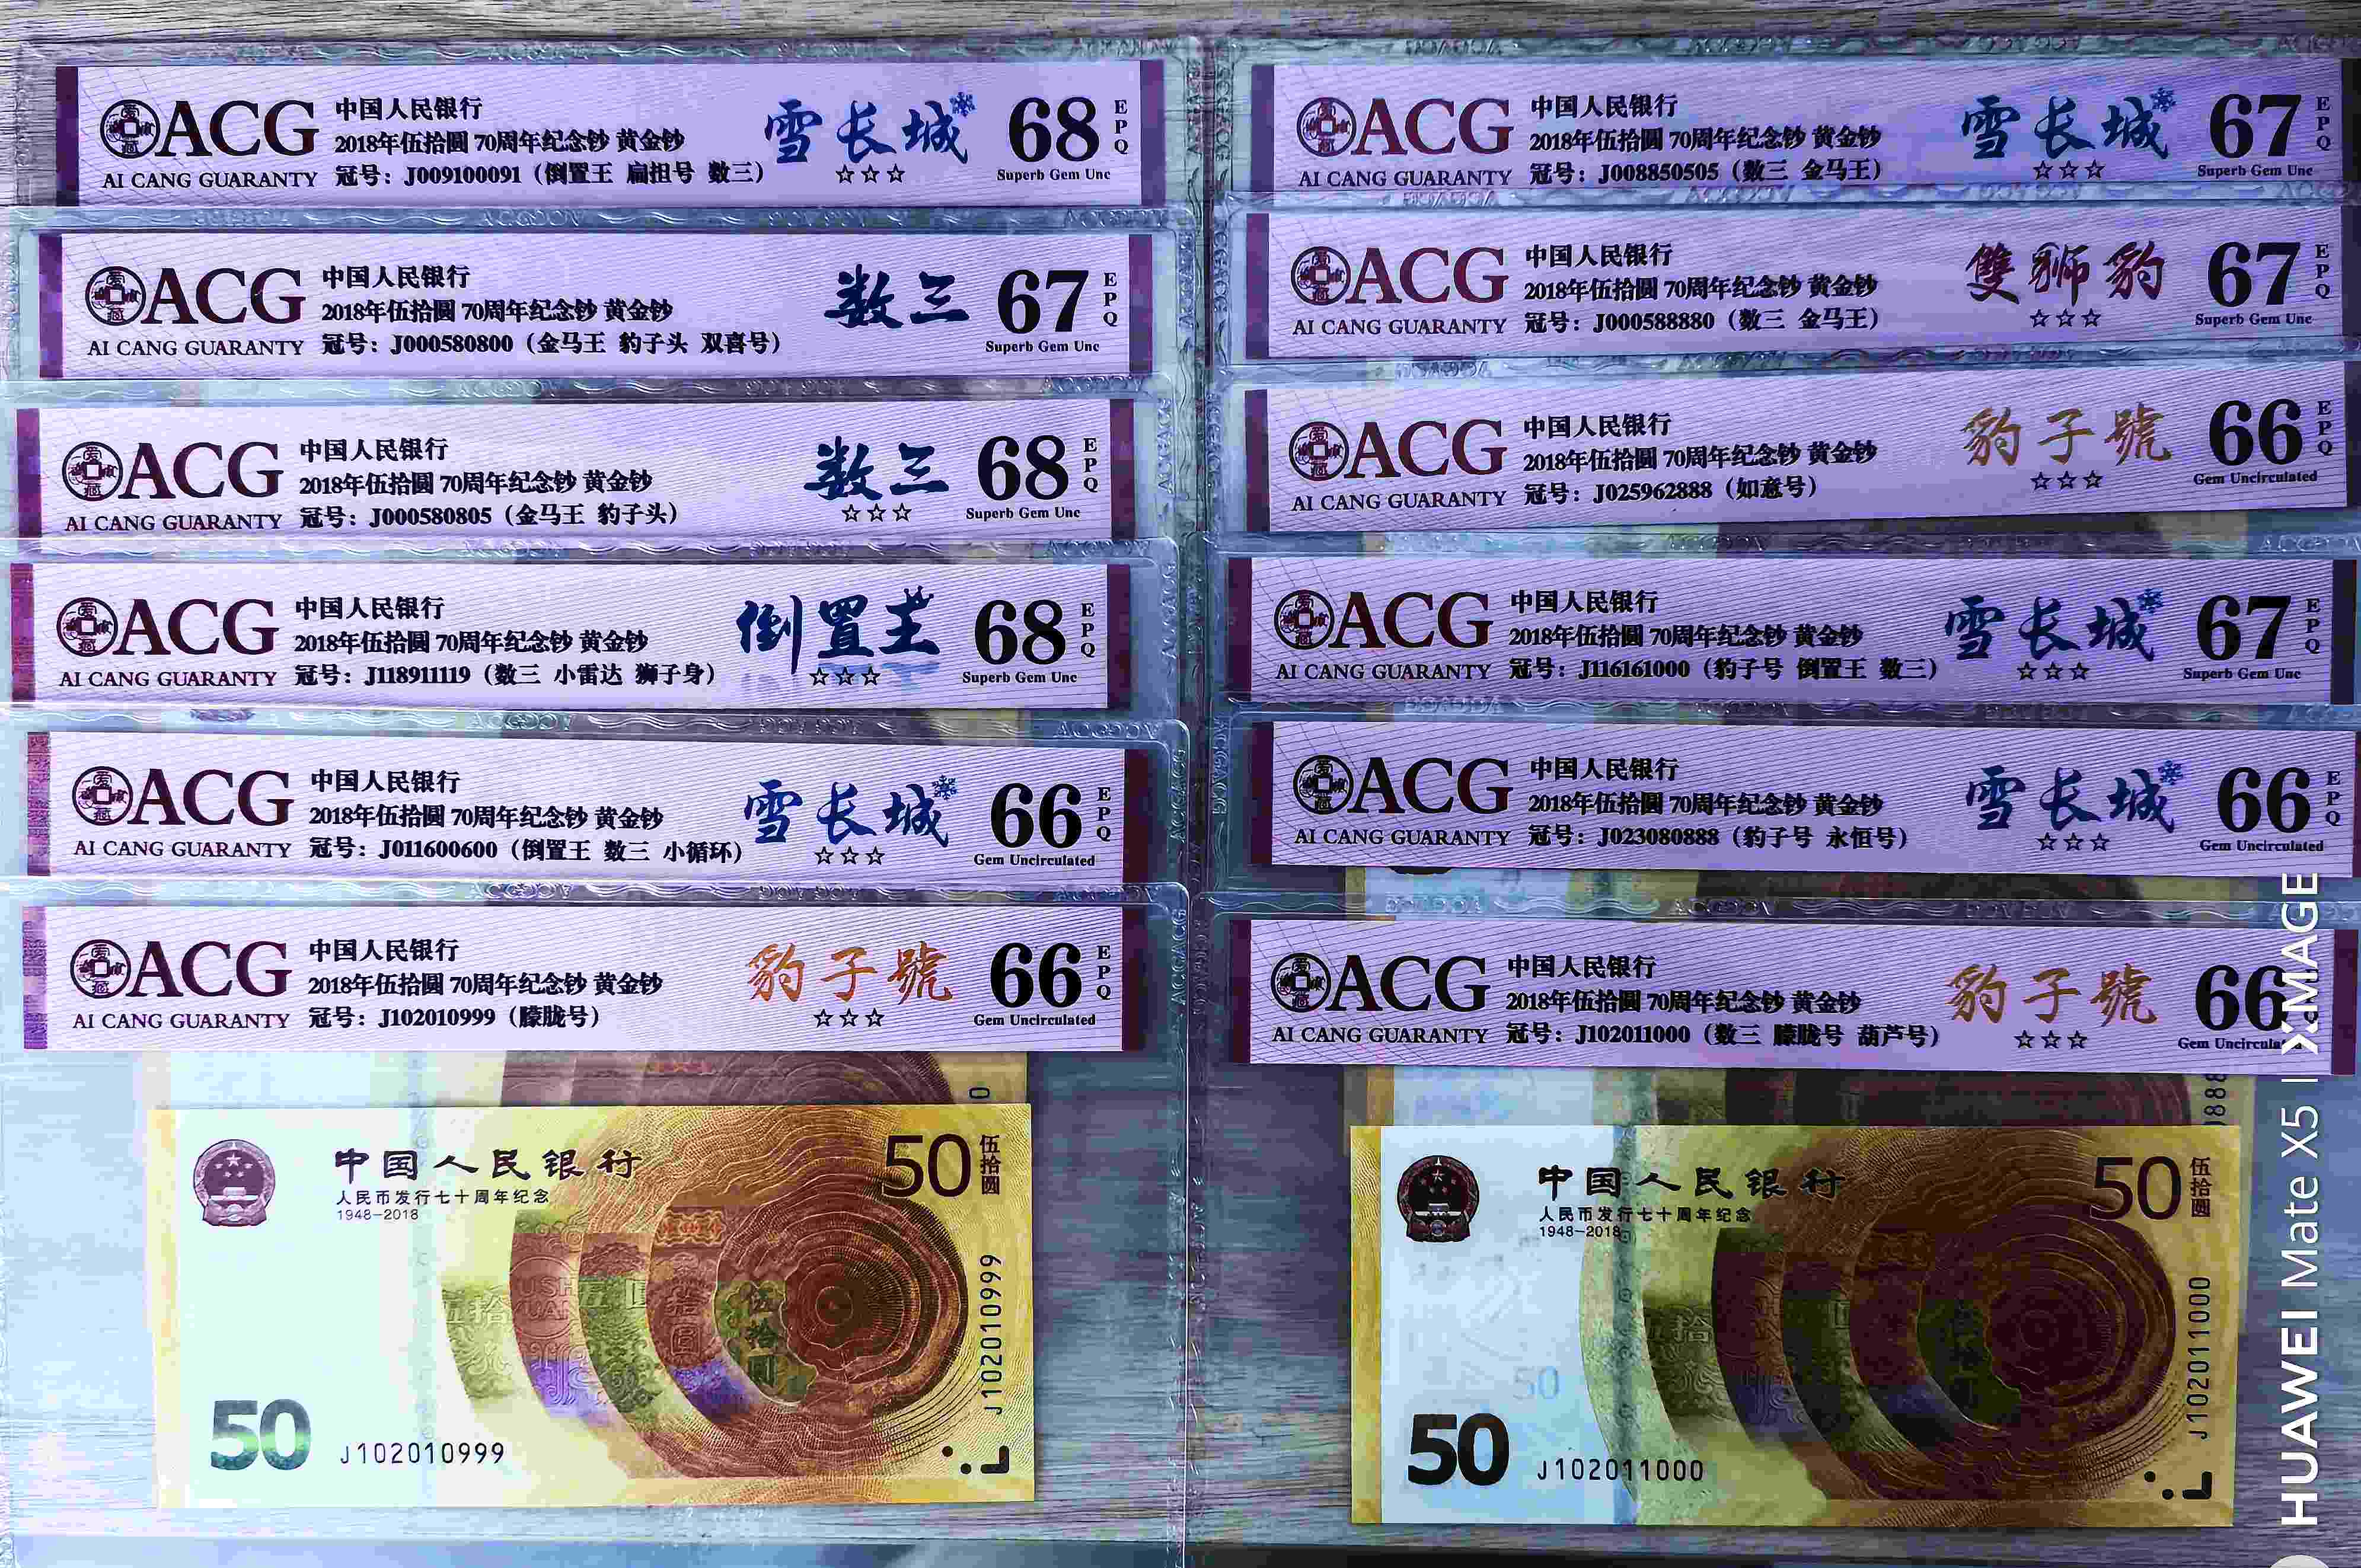 ACG
AI CANG GUARANTY
中国人民银行
2018年伍拾圆 70周年纪念钞 黄金钞
冠号：J009100091（倒置王 扁担号 数三）
雪长城
☆☆☆
68
EPQ
Superb Gem Unc
ACG
AI CANG GUARANTY
中国人民银行
2018年伍拾圆 70周年纪念钞 黄金钞
冠号：J000580800（金马王 豹子头 双喜号）
数三
67
EPQ
Superb Gem Unc
ACG
AI CANG GUARANTY
中国人民银行
2018年伍拾圆 70周年纪念钞 黄金钞
冠号：J000580805（金马王 豹子头）
数三
☆☆☆
68
EPQ
Superb Gem Unc
ACG
AI CANG GUARANTY
中国人民银行
2018年伍拾圆 70周年纪念钞 黄金钞
冠号：J118911119（数三 小雷达 狮子身）
倒置王
☆☆☆
68
EPQ
Superb Gem Unc
ACG
AI CANG GUARANTY
中国人民银行
2018年伍拾圆 70周年纪念钞 黄金钞
冠号：J011600600（倒置王 数三 小循环）
雪长城
☆☆☆
66
EPQ
Gem Uncirculated
ACG
AI CANG GUARANTY
中国人民银行
2018年伍拾圆 70周年纪念钞 黄金钞
冠号：J102010999（朦胧号）
豹子號
☆☆☆
66
EPQ
Gem Uncirculated
中国人民银行
人民币发行七十周年纪念
1948-2018
50
伍拾圆
J102010999
50
J102010999
ACG
AI CANG GUARANTY
中国人民银行
2018年伍拾圆 70周年纪念钞 黄金钞
冠号：J008850505（数三 金马王）
雪长城
☆☆☆
67
EPQ
Superb Gem Unc
ACG
AI CANG GUARANTY
中国人民银行
2018年伍拾圆 70周年纪念钞 黄金钞
冠号：J000588880（数三 金马王）
雙狮豹
☆☆☆
67
EPQ
Superb Gem Unc
ACG
AI CANG GUARANTY
中国人民银行
2018年伍拾圆 70周年纪念钞 黄金钞
冠号：J025962888（如意号）
豹子號
☆☆☆
66
EPQ
Gem Uncirculated
ACG
AI CANG GUARANTY
中国人民银行
2018年伍拾圆 70周年纪念钞 黄金钞
冠号：J116161000（豹子号 倒置王 数三）
雪长城
☆☆☆
67
EPQ
Superb Gem Unc
ACG
AI CANG GUARANTY
中国人民银行
2018年伍拾圆 70周年纪念钞 黄金钞
冠号：J023080888（豹子号 永恒号）
雪长城
☆☆☆
66
EPQ
Gem Uncirculated
ACG
AI CANG GUARANTY
中国人民银行
2018年伍拾圆 70周年纪念钞 黄金钞
冠号：J102011000（数三 朦胧号 葫芦号）
豹子號
☆☆☆
66
Gem Uncircula
中国人民银行
人民币发行七十周年纪念
1948-2018
50
伍拾圆
J102011000
50
50
J102011000
HUAWEI Mate X5 | XMAGE